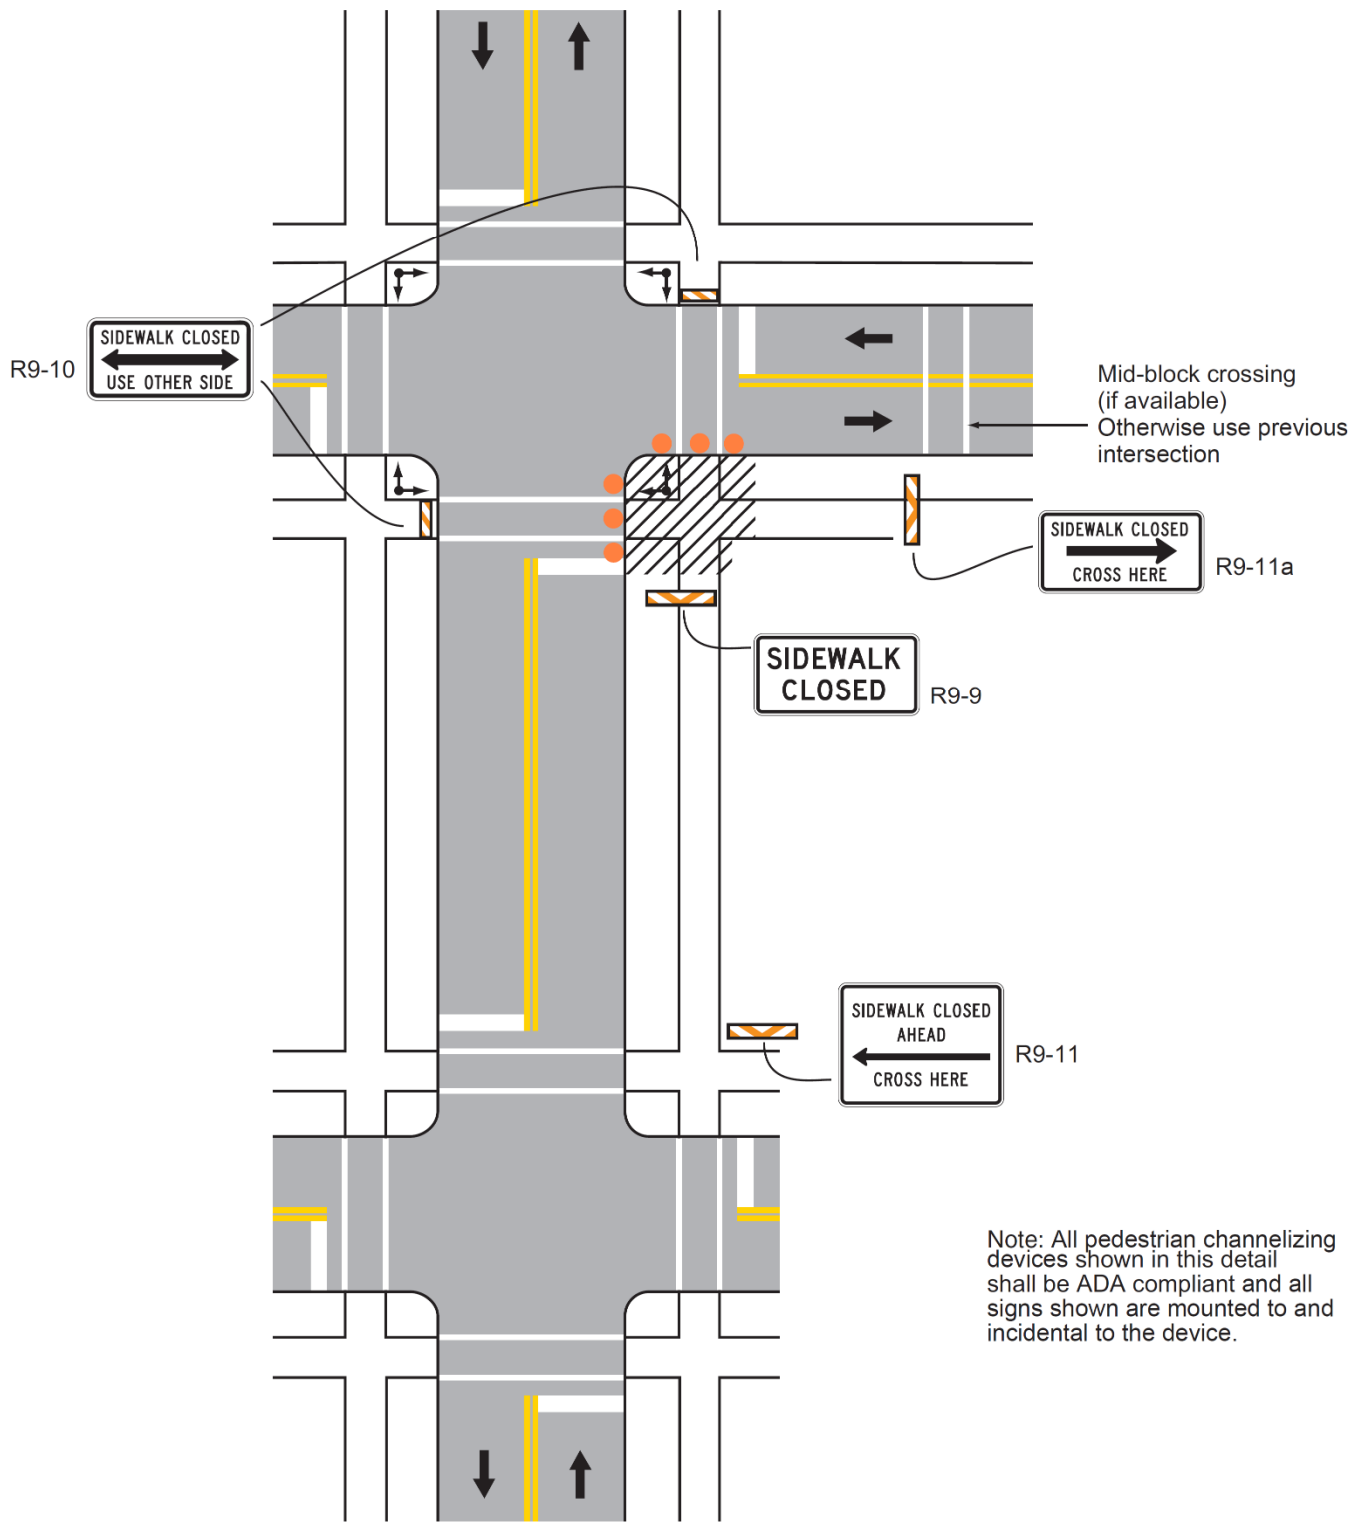 SIDEWALK CLOSED
USE OTHER SIDE
R9-10
Mid-block crossing
(if available)
Otherwise use previous
intersection
SIDEWALK CLOSED
CROSS HERE
R9-11a
SIDEWALK
CLOSED
R9-9
SIDEWALK CLOSED
AHEAD
CROSS HERE
R9-11
Note: All pedestrian channelizing
devices shown in this detail
shall be ADA compliant and all
signs shown are mounted to and
incidental to the device.